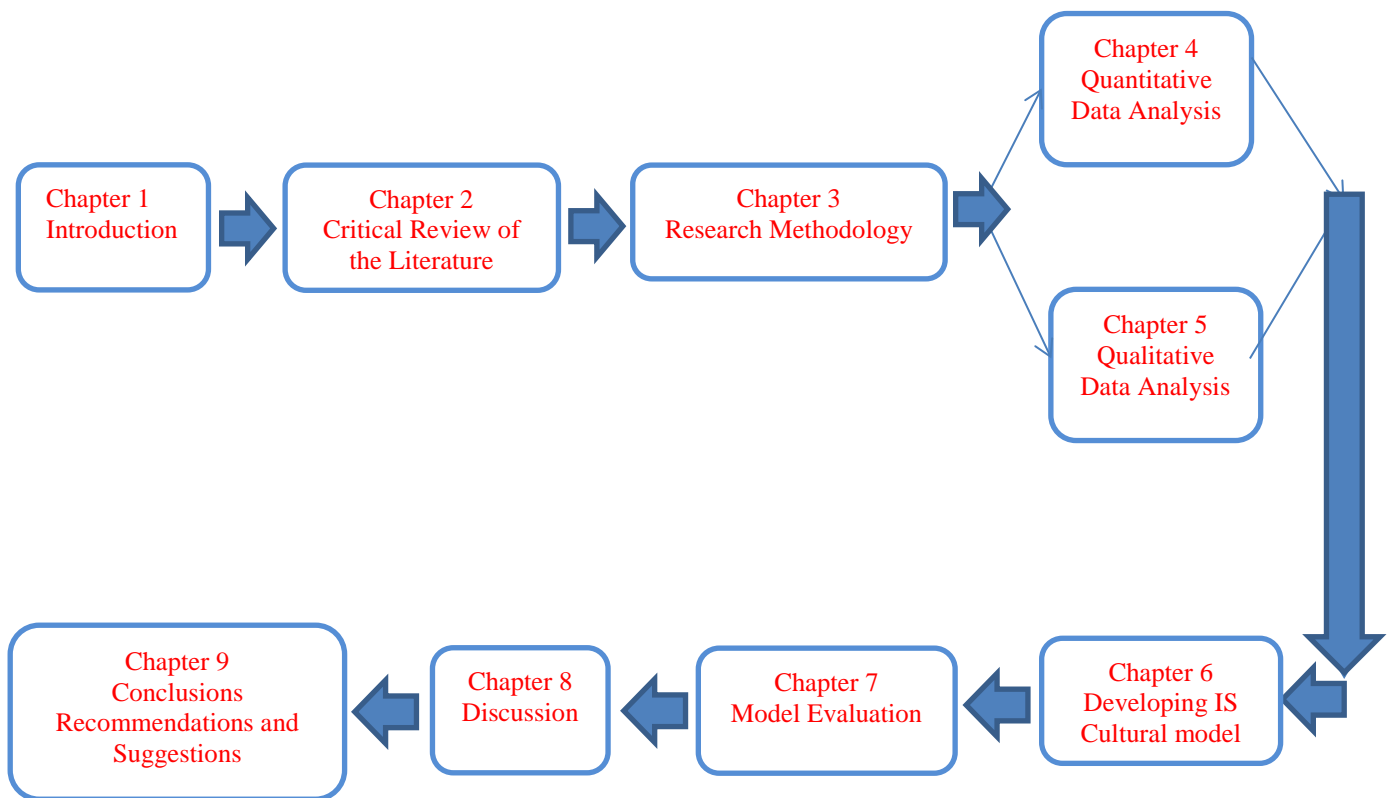 Chapter 1
Introduction
Chapter 2
Critical Review of
the Literature
Chapter 3
Research Methodology
Chapter 4
Quantitative
Data Analysis
Chapter 5
Qualitative
Data Analysis
Chapter 6
Developing IS
Cultural model
Chapter 7
Model Evaluation
Chapter 8
Discussion
Chapter 9
Conclusions
Recommendations and
Suggestions